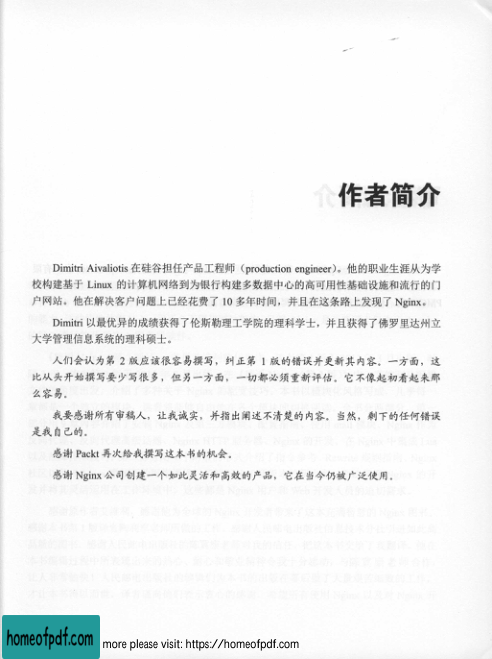 作者简介
Dimitri Aivaliotis 在硅谷担任产品工程师（production engineer）。他的职业生涯从为学
校构建基于 Linux 的计算机网络到为银行构建多数据中心的高可用性基础设施和流行的门
户网站。他在解决客户问题上已经花费了 10 多年时间，并且在这条路上发现了 Nginx。
Dimitri 以最优异的成绩获得了伦斯勒理工学院的理科学士，并且获得了佛罗里达州立
大学管理信息系统的理科硕士。
人们会认为第 2 版应该很容易撰写，纠正第 1 版的错误并更新其内容。一方面，这
比从头开始撰写要少写很多，但另一方面，一切都必须重新评估。它不像起初看起来那
么容易。
我要感谢所有审稿人，让我诚实，并指出阐述不清楚的内容。当然，剩下的任何错误
是我自己的。
感谢 Packt 再次给我撰写这本书的机会。
感谢 Nginx 公司创建一个如此灵活和高效的产品，它在当今仍被广泛使用。
homeofpdf.com more please visit: https://homeofpdf.com